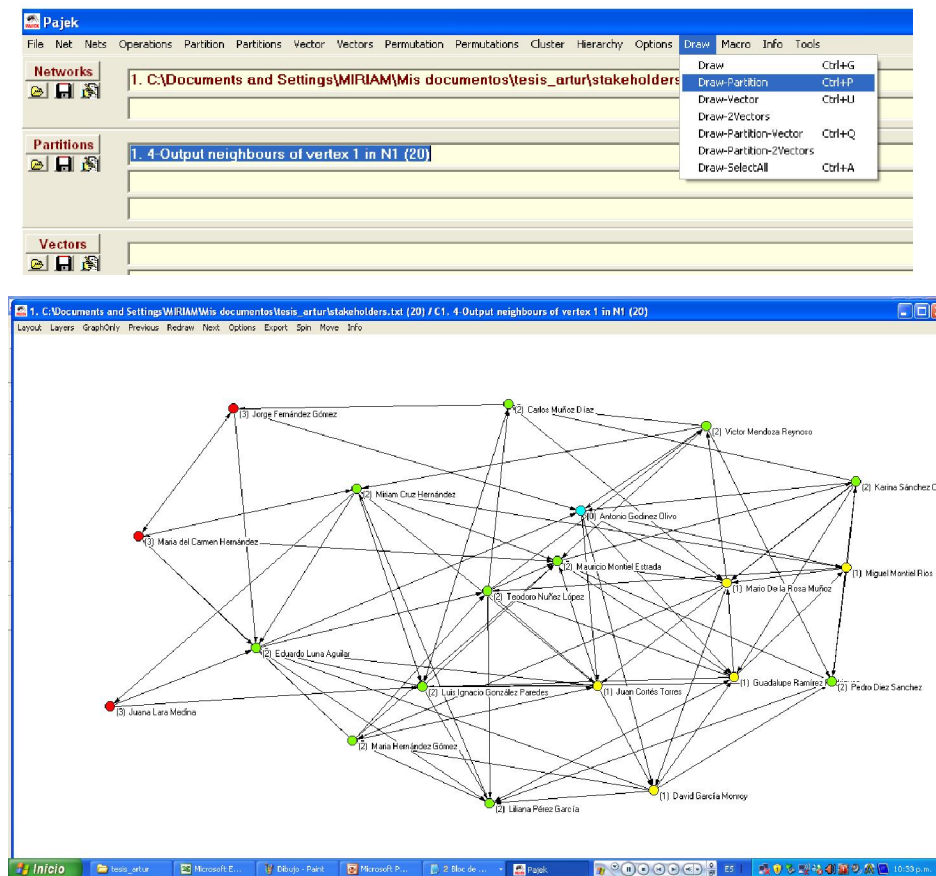 Pajek
File Net Nets Operations Partition Partitions Vector Vectors Permutation Permutations Cluster Hierarchy Options Draw Macro Info Tools
Networks
1. C:\Documents and Settings\MIRIAM\Mis documentos\tesis_artur\stakeholders
Draw Ctrl+G
Draw-Partition Ctrl+P
Draw-Vector Ctrl+U
Draw-2Vectors
Draw-Partition-Vector Ctrl+Q
Draw-Partition-2Vectors
Draw-SelectAll Ctrl+A
Partitions
1. 4-Output neighbours of vertex 1 in N1 (20)
Vectors
1. C:\Documents and Settings\MIRIAM\Mis documentos\tesis_artur\stakeholders.txt (20) / C1. 4-Output neighbours of vertex 1 in N1 (20)
Layout Layers GraphOnly Previous Redraw Next Options Export Spin Move Info
(3) Jorge Fernández Gómez
(2) Carlos Muñoz Díaz
(2) Victor Mendoza Reynoso
(2) Miriam Cruz Hernández
(2) Karina Sánchez
(0) Antonio Godinez Olivo
(3) Maria del Carmen Hernández
(2) Mauricio Montiel Estrada
(1) Miguel Montiel Rios
(1) Mario De la Rosa Muñoz
(2) Teodoro Nuñez López
(2) Eduardo Luna Aguilar
(1) Guadalupe Ramírez
(2) Pedro Diez Sánchez
(2) Luis Ignacio González Paredes
(1) Juan Cortés Torres
(3) Juana Lara Medina
(2) Maria Hernández Gómez
(1) David García Monroy
(2) Liliana Pérez García
Inicio tesis_artur Microsoft E... Dibujo - Paint Microsoft P... 2 Bloc de ... Pajek ES 10:33 p.m.